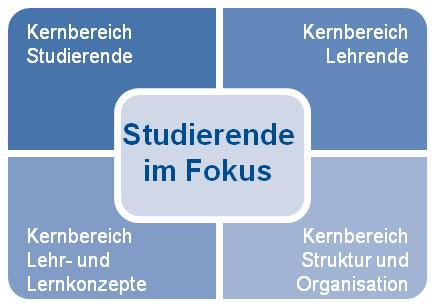 Kernbereich
Studierende
Kernbereich
Lehrende
Studierende
im Fokus
Kernbereich
Lehr- und
Lernkonzepte
Kernbereich
Struktur und
Organisation